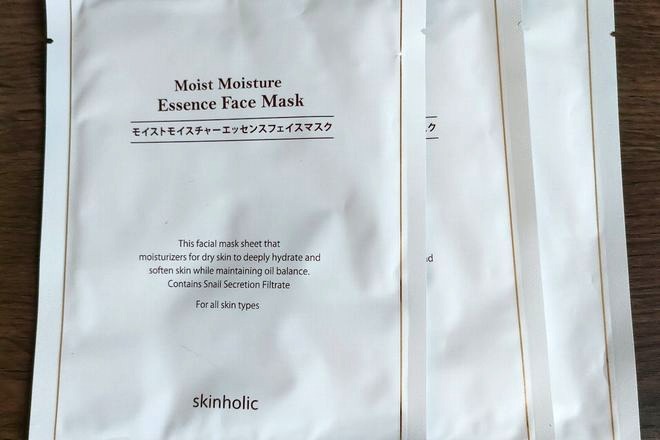 Moist Moisture
Essence Face Mask
モイストモイスチャーエッセンスフェイスマスク
This facial mask sheet that
moisturizers for dry skin to deeply hydrate and
soften skin while maintaining oil balance.
Contains Snail Secretion Filtrate
For all skin types
skinholic
ク